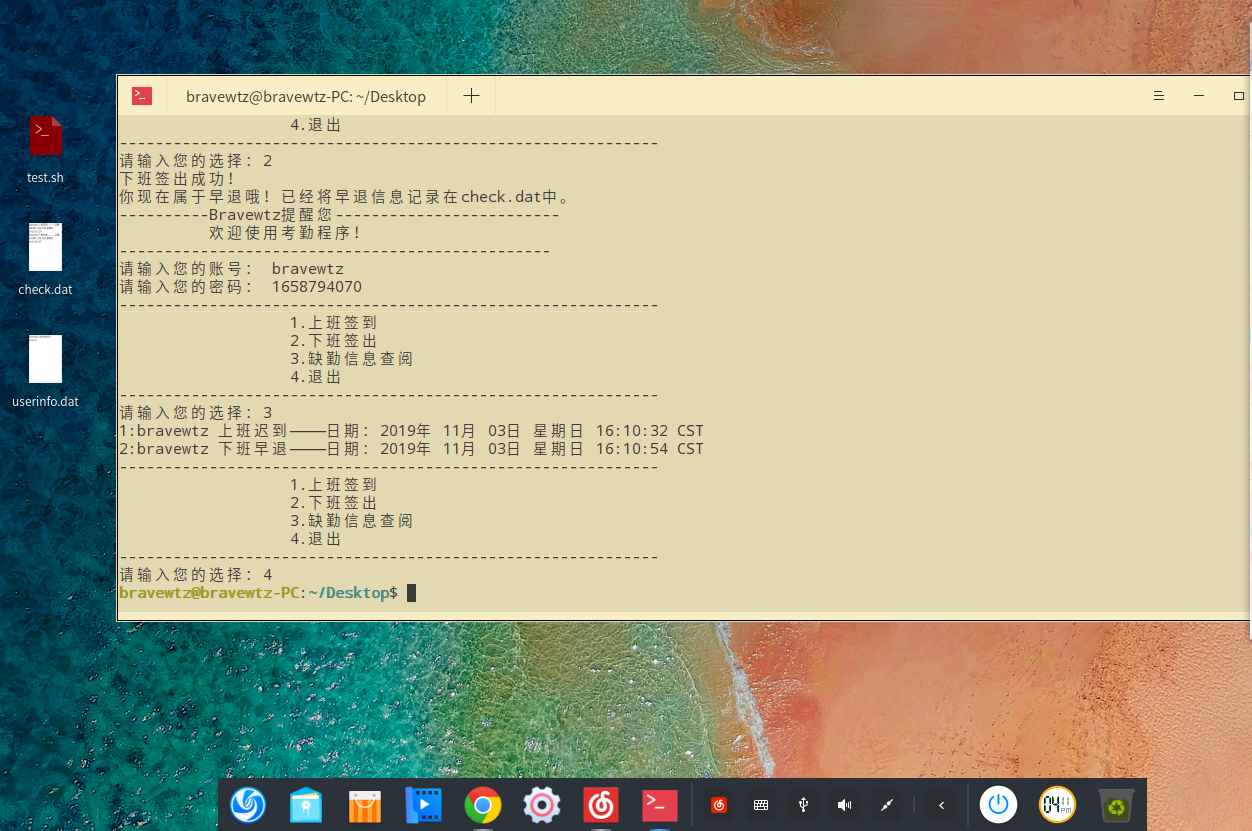 bravewtz@bravewtz-PC: ~/Desktop
4.退出
------------------------------------------------------------
请输入您的选择：2
下班签出成功！
你现在属于早退哦！已经将早退信息记录在check.dat中。
----------Bravewtz提醒您-------------------------
欢迎使用考勤程序！
------------------------------------------------
请输入您的账号： bravewtz
请输入您的密码： 1658794070
------------------------------------------------------------
1.上班签到
2.下班签出
3.缺勤信息查阅
4.退出
------------------------------------------------------------
请输入您的选择：3
1:bravewtz 上班迟到————日期：2019年 11月 03日 星期日 16:10:32 CST
2:bravewtz 下班早退————日期：2019年 11月 03日 星期日 16:10:54 CST
------------------------------------------------------------
1.上班签到
2.下班签出
3.缺勤信息查阅
4.退出
------------------------------------------------------------
请输入您的选择：4
bravewtz@bravewtz-PC:~/Desktop$
test.sh
check.dat
userinfo.dat
04 11 PM